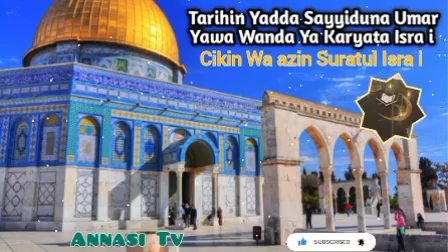 Tarihin Yadda Sayyiduna Umar
Yawa Wanda Ya Karyata Isra i
Cikin Wa azin Suratul Isra i
ANNASI TV
SUBSCRIBED